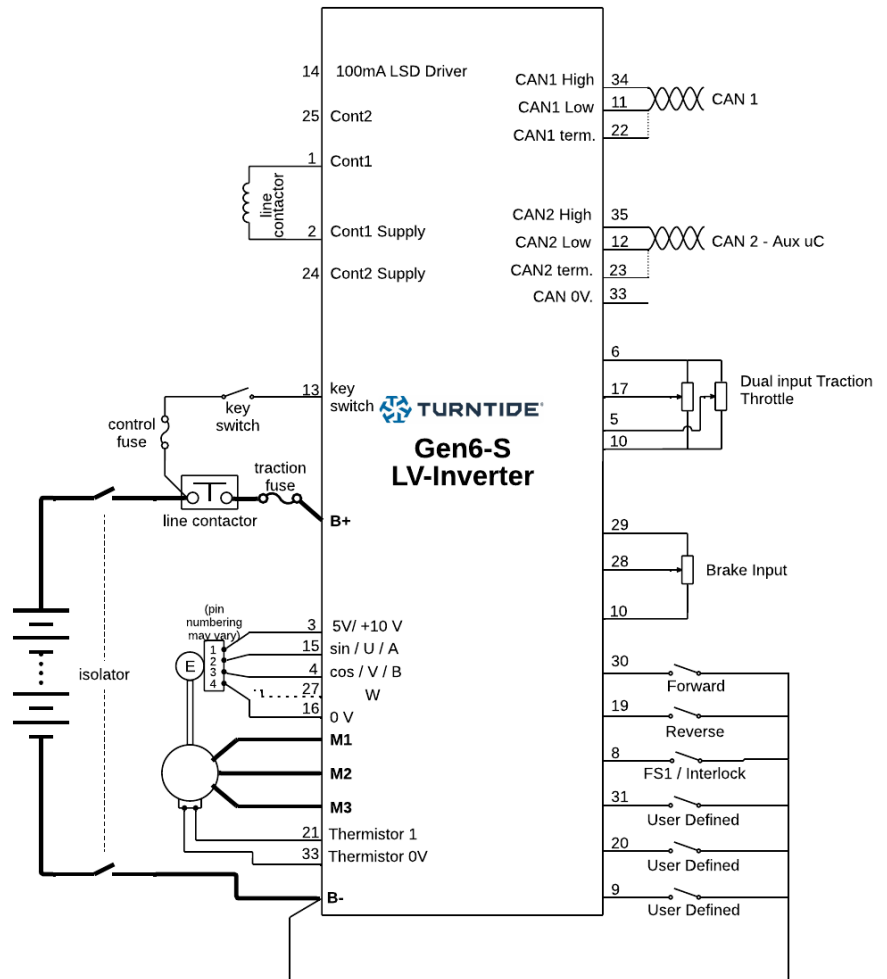 14 100mA LSD Driver
25 Cont2
1 Cont1
line
contactor
2 Cont1 Supply
24 Cont2 Supply
CAN1 High 34
CAN1 Low 11
CAN1 term. 22
CAN 1
CAN2 High 35
CAN2 Low 12
CAN2 term. 23
CAN 0V. 33
CAN 2 - Aux uC
13 key
switch
key
switch
control
fuse
TURNTIDE
Gen6-S
LV-Inverter
traction
fuse
line contactor
B+
6
17
5
10
Dual input Traction
Throttle
29
28
10
Brake Input
isolator
(pin
numbering
may vary)
1
2
3
4
E
3 5V/ +10 V
15 sin / U / A
4 cos / V / B
27 W
16 0 V
M1
M2
M3
21 Thermistor 1
33 Thermistor 0V
B-
30
Forward
19
Reverse
8
FS1 / Interlock
31
User Defined
20
User Defined
9
User Defined